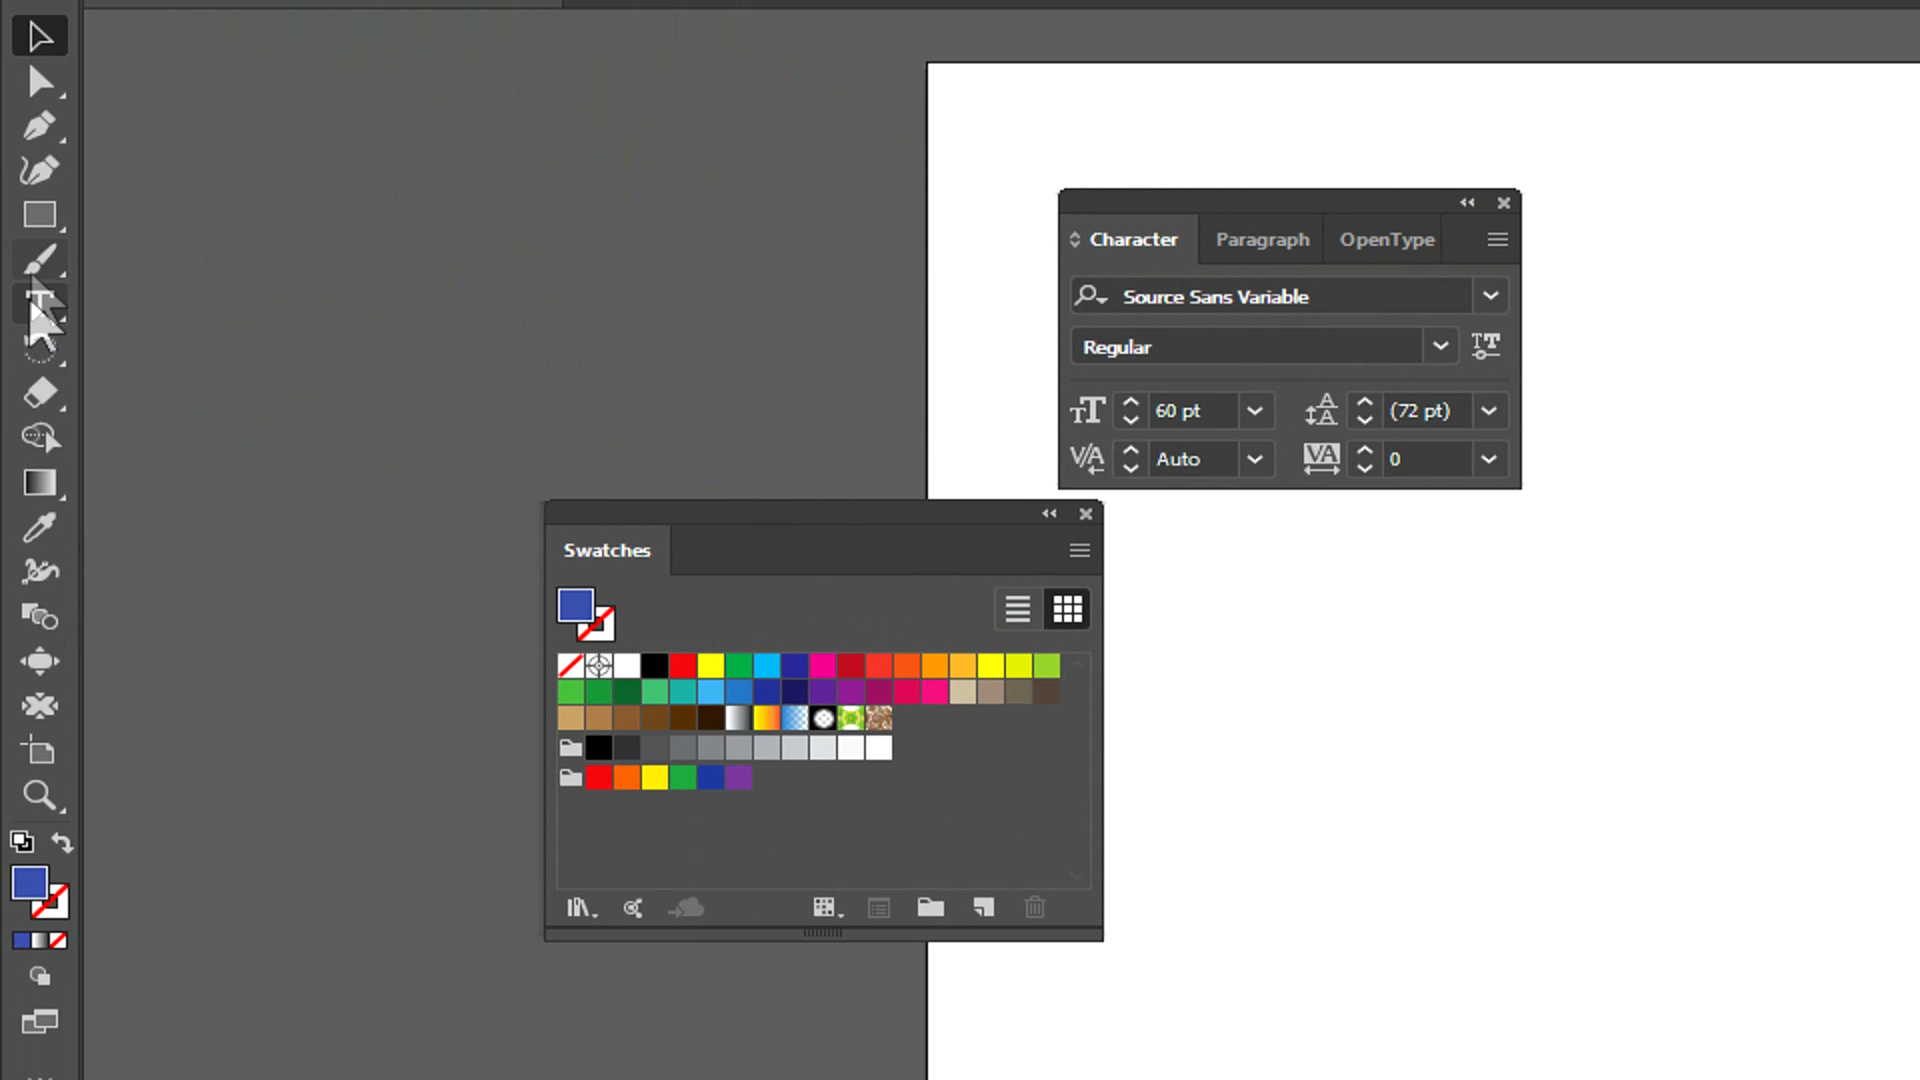 Character Paragraph OpenType
Source Sans Variable
Regular
60 pt (72 pt)
Auto 0
Swatches